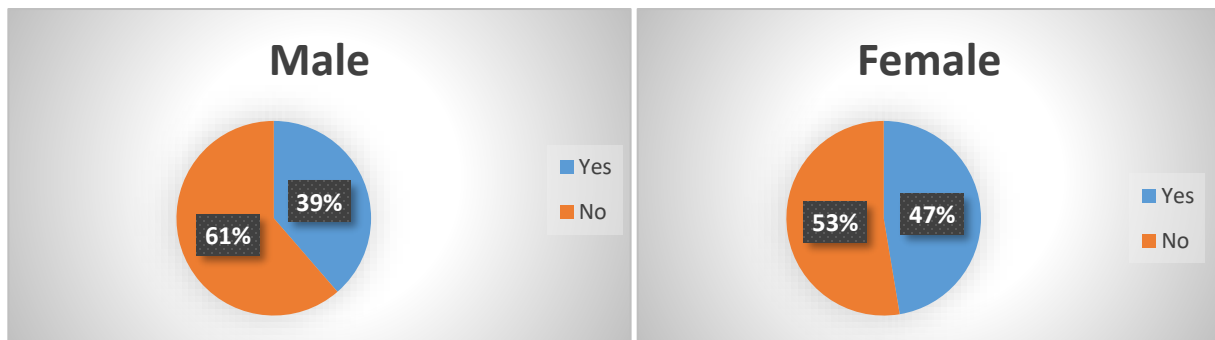 Male
39%
61%
Yes
No
Female
53%
47%
Yes
No